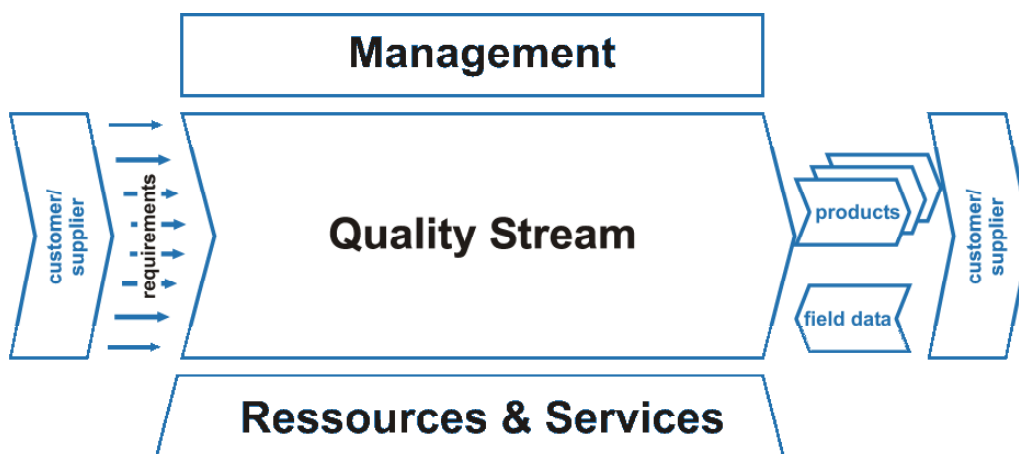 Management
customer/
supplier
requirements
Quality Stream
products
field data
customer/
supplier
Ressources & Services